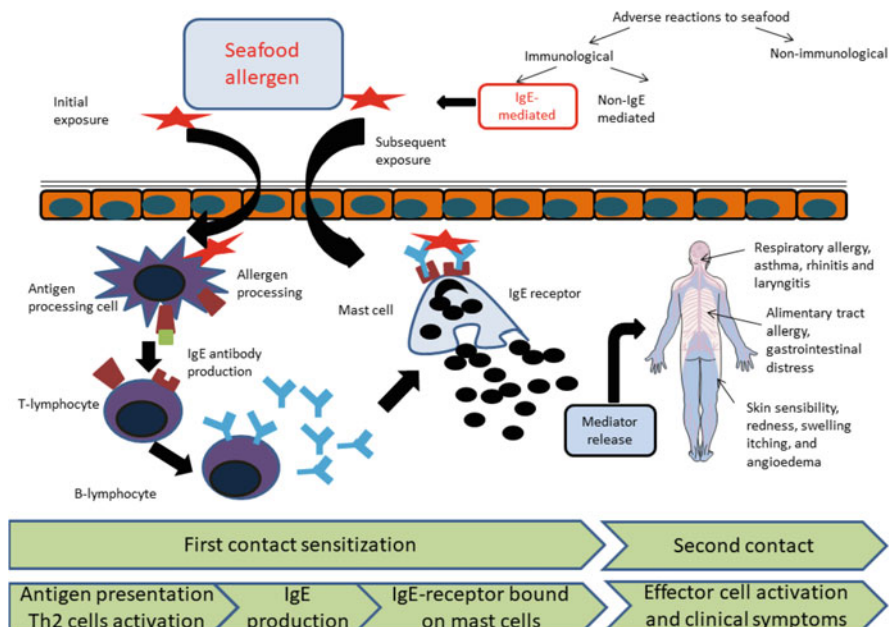 Adverse reactions to seafood
Immunological
Non-immunological
IgE-
mediated
Non-IgE
mediated
Seafood
allergen
Initial
exposure
Subsequent
exposure
Antigen
processing cell
Allergen
processing
Mast cell
IgE receptor
IgE antibody
production
T-lymphocyte
B-lymphocyte
Mediator
release
Respiratory allergy,
asthma, rhinitis and
laryngitis
Alimentary tract
allergy,
gastrointestinal
distress
Skin sensibility,
redness, swelling
itching, and
angioedema
First contact sensitization
Second contact
Antigen presentation
Th2 cells activation
IgE
production
IgE-receptor bound
on mast cells
Effector cell activation
and clinical symptoms